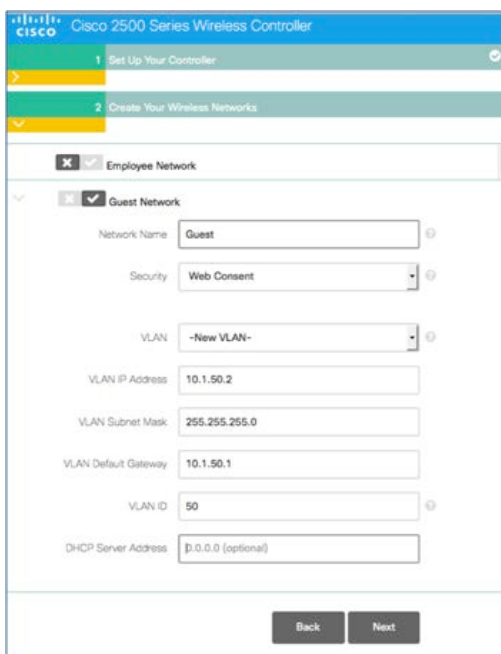 CISCO Cisco 2500 Series Wireless Controller
1 Set Up Your Controller
2 Create Your Wireless Networks
Employee Network
Guest Network
Network Name Guest
Security Web Consent
VLAN -New VLAN-
VLAN IP Address 10.1.50.2
VLAN Subnet Mask 255.255.255.0
VLAN Default Gateway 10.1.50.1
VLAN ID 50
DHCP Server Address 0.0.0.0 (optional)
Back Next